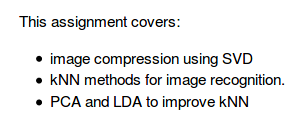 This assignment covers:
• image compression using SVD
• kNN methods for image recognition.
• PCA and LDA to improve kNN